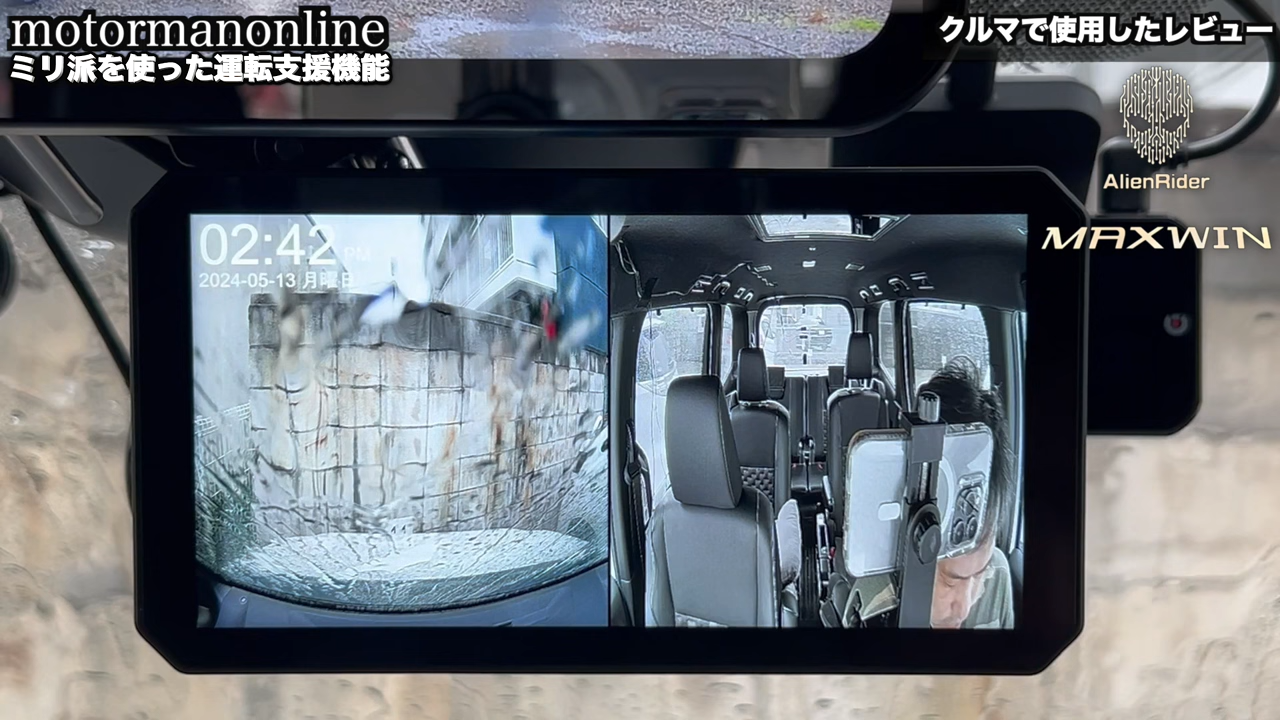 motormanonline
ミリ派を使った運転支援機能
クルマで使用したレビュー
AlienRider
MAXWIN
02:42 PM
2024-05-13 月曜日